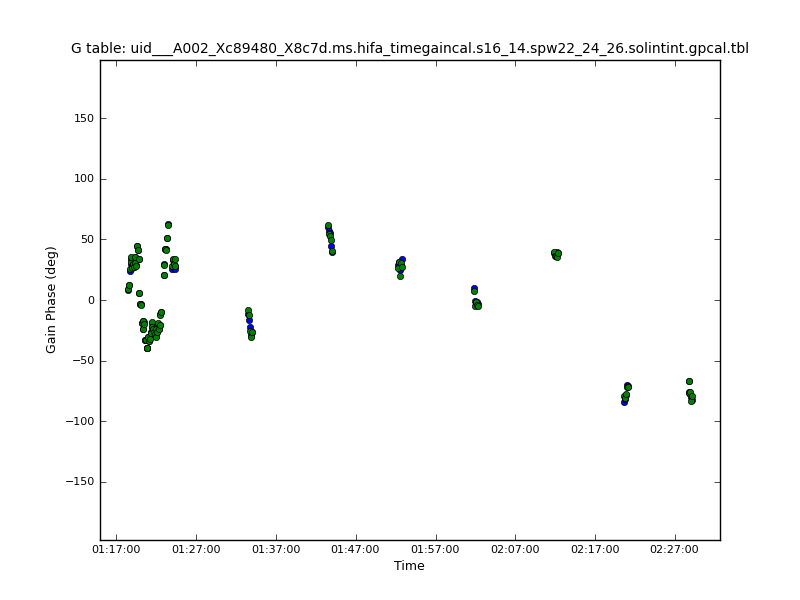 G table: uid___A002_Xc89480_X8c7d.ms.hifa_timegaincal.s16_14.spw22_24_26.solintint.gpcal.tbl
150
100
50
0
−50
−100
−150
Gain Phase (deg)
01:17:00 01:27:00 01:37:00 01:47:00 01:57:00 02:07:00 02:17:00 02:27:00
Time